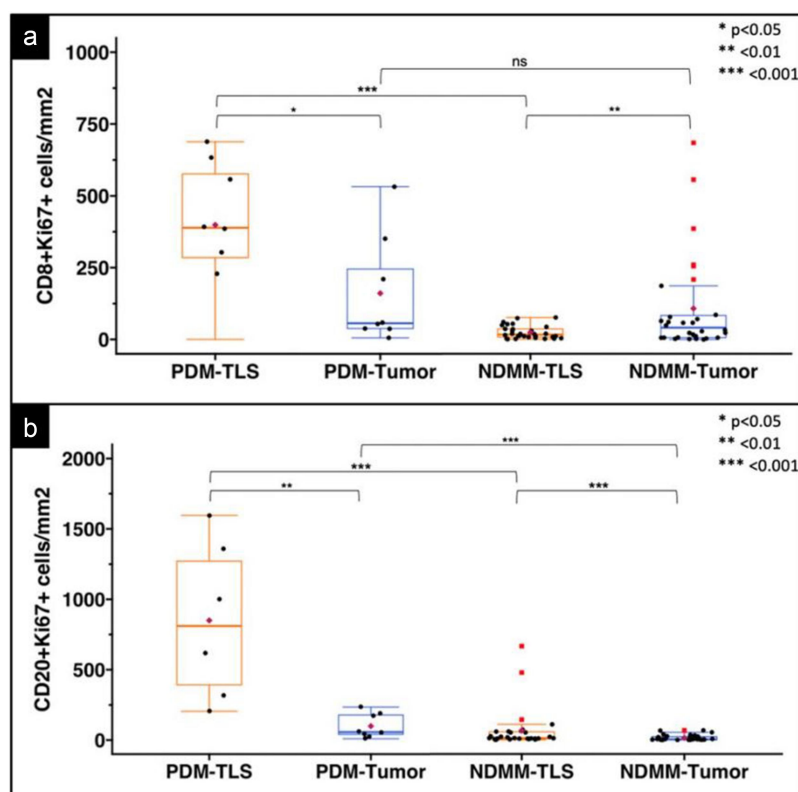 a
* p<0.05
** <0.01
*** <0.001
CD8+Ki67+ cells/mm2
1000
750
500
250
0
ns
***
*
**
PDM-TLS PDM-Tumor NDMM-TLS NDMM-Tumor
b
* p<0.05
** <0.01
*** <0.001
CD20+Ki67+ cells/mm2
2000
1500
1000
500
0
***
***
**
***
PDM-TLS PDM-Tumor NDMM-TLS NDMM-Tumor